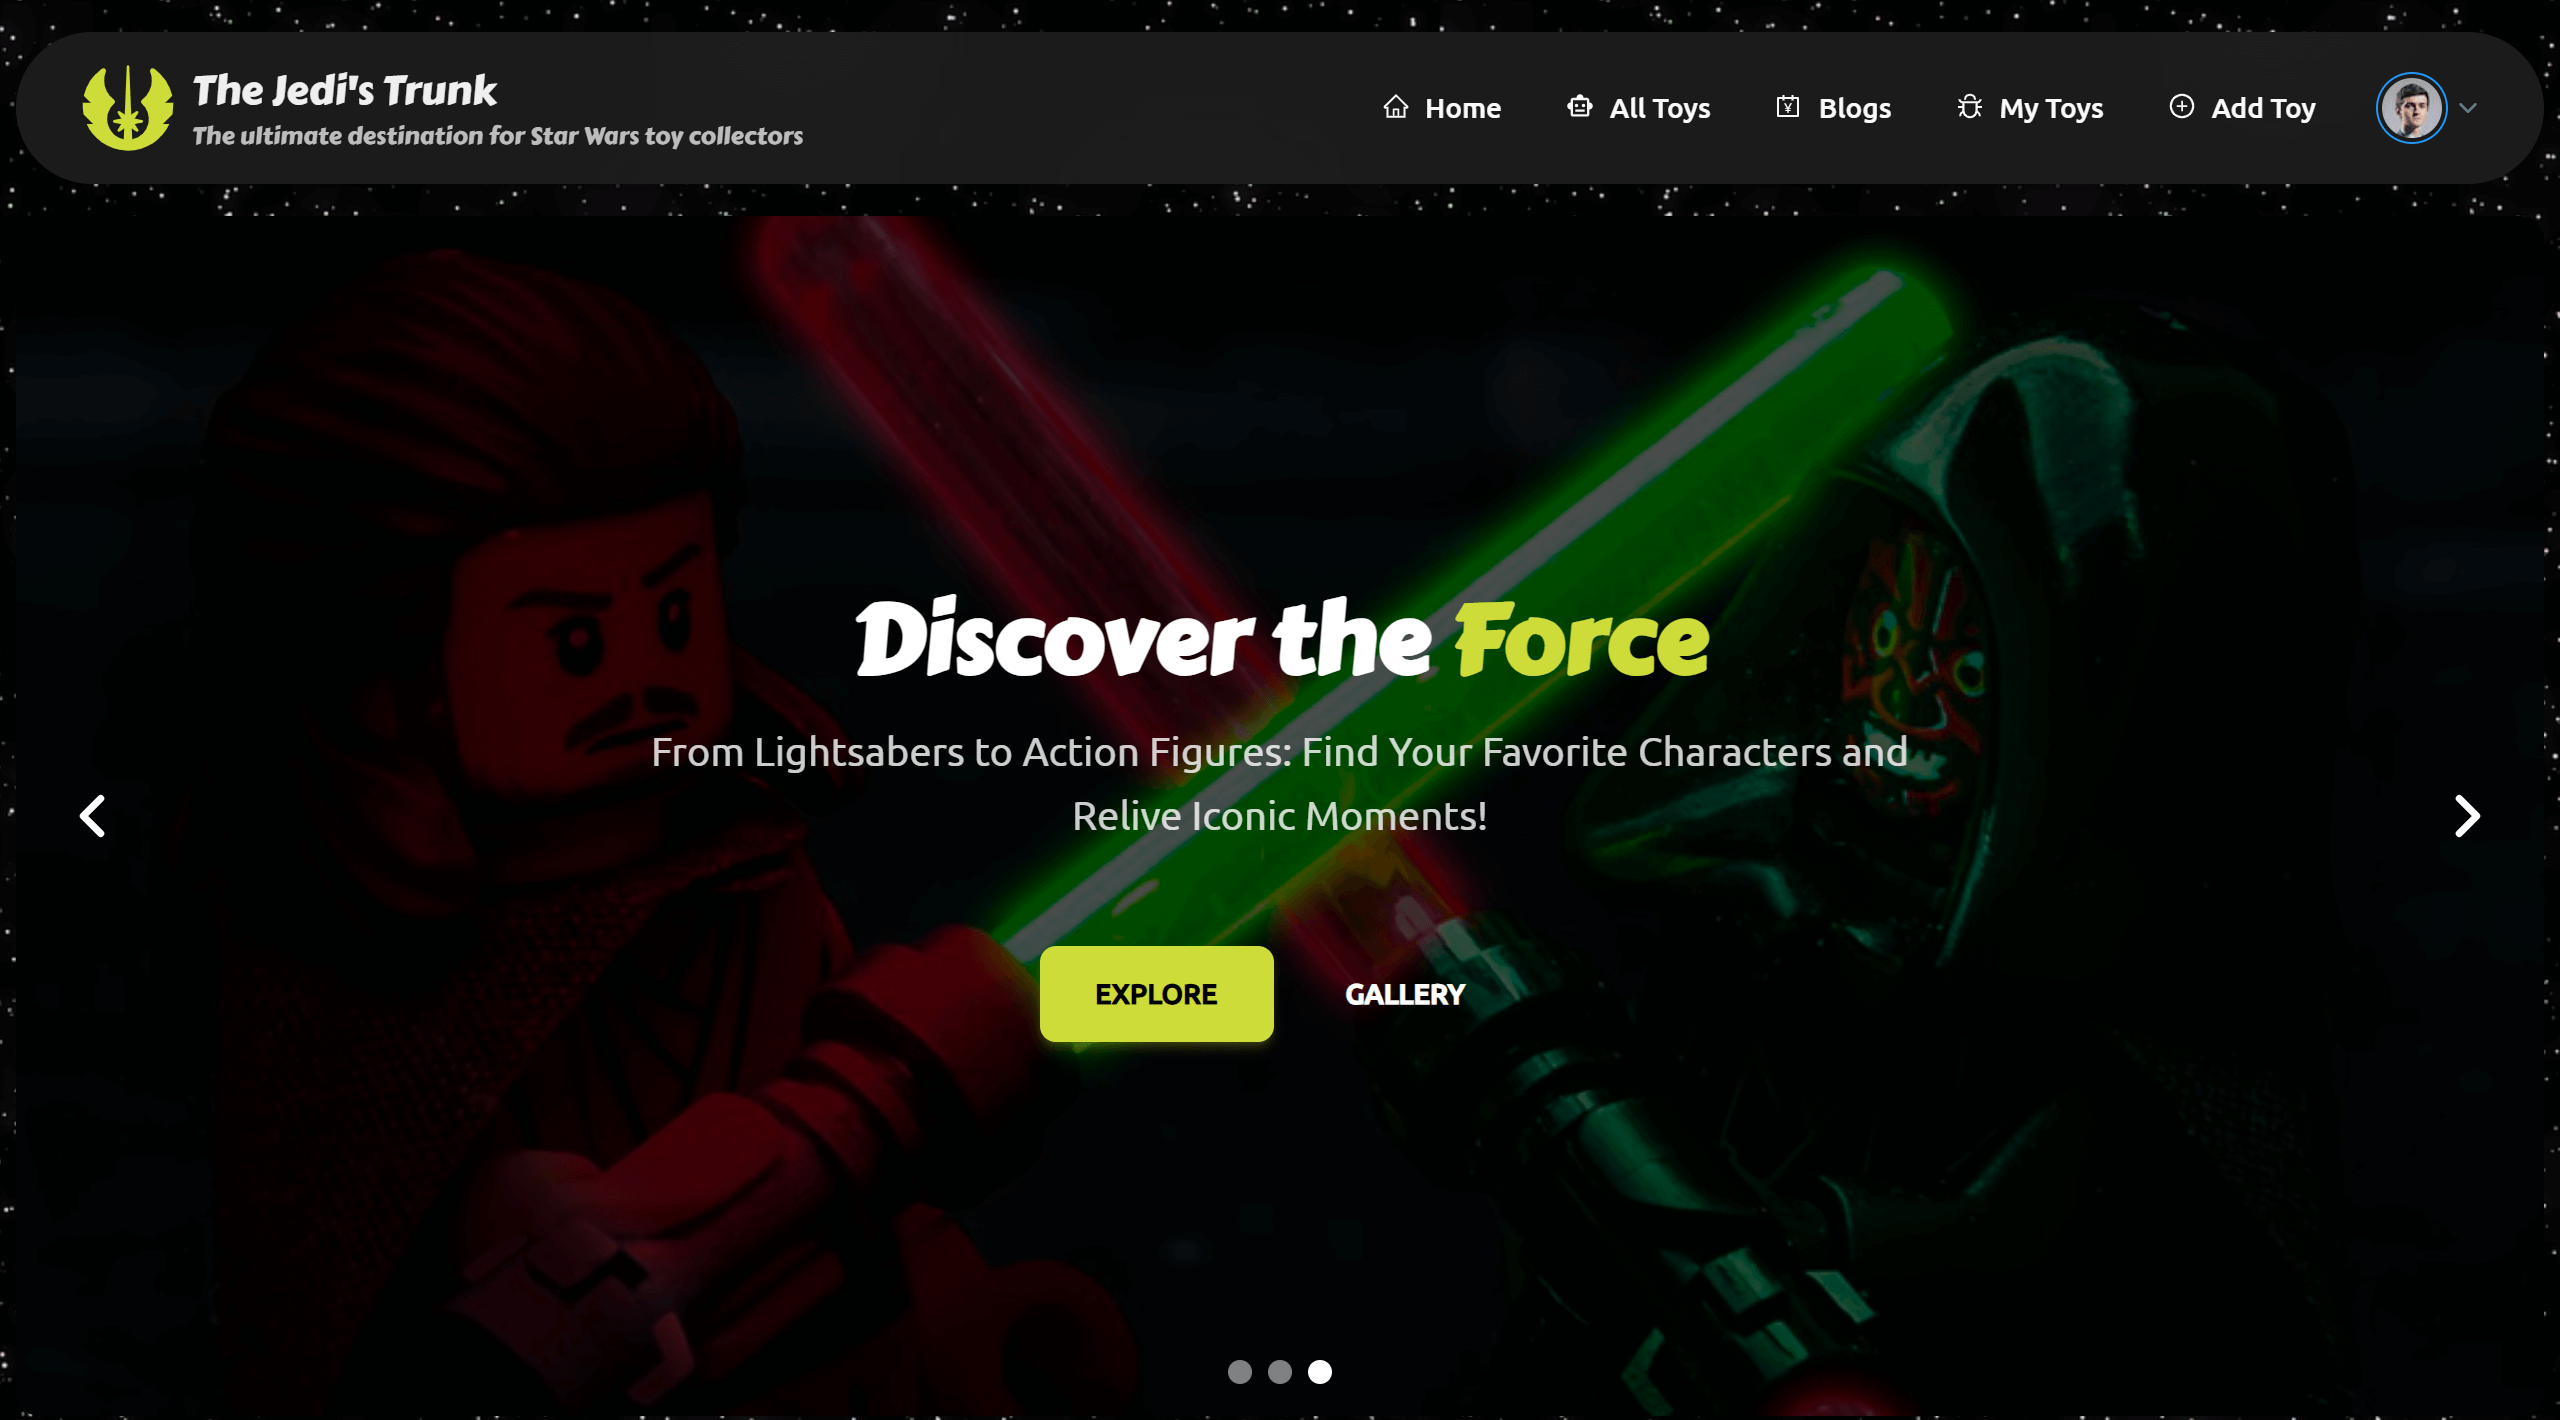 The Jedi's Trunk
The ultimate destination for Star Wars toy collectors
Home
All Toys
Blogs
My Toys
Add Toy
Discover the Force
From Lightsabers to Action Figures: Find Your Favorite Characters and
Relive Iconic Moments!
EXPLORE
GALLERY